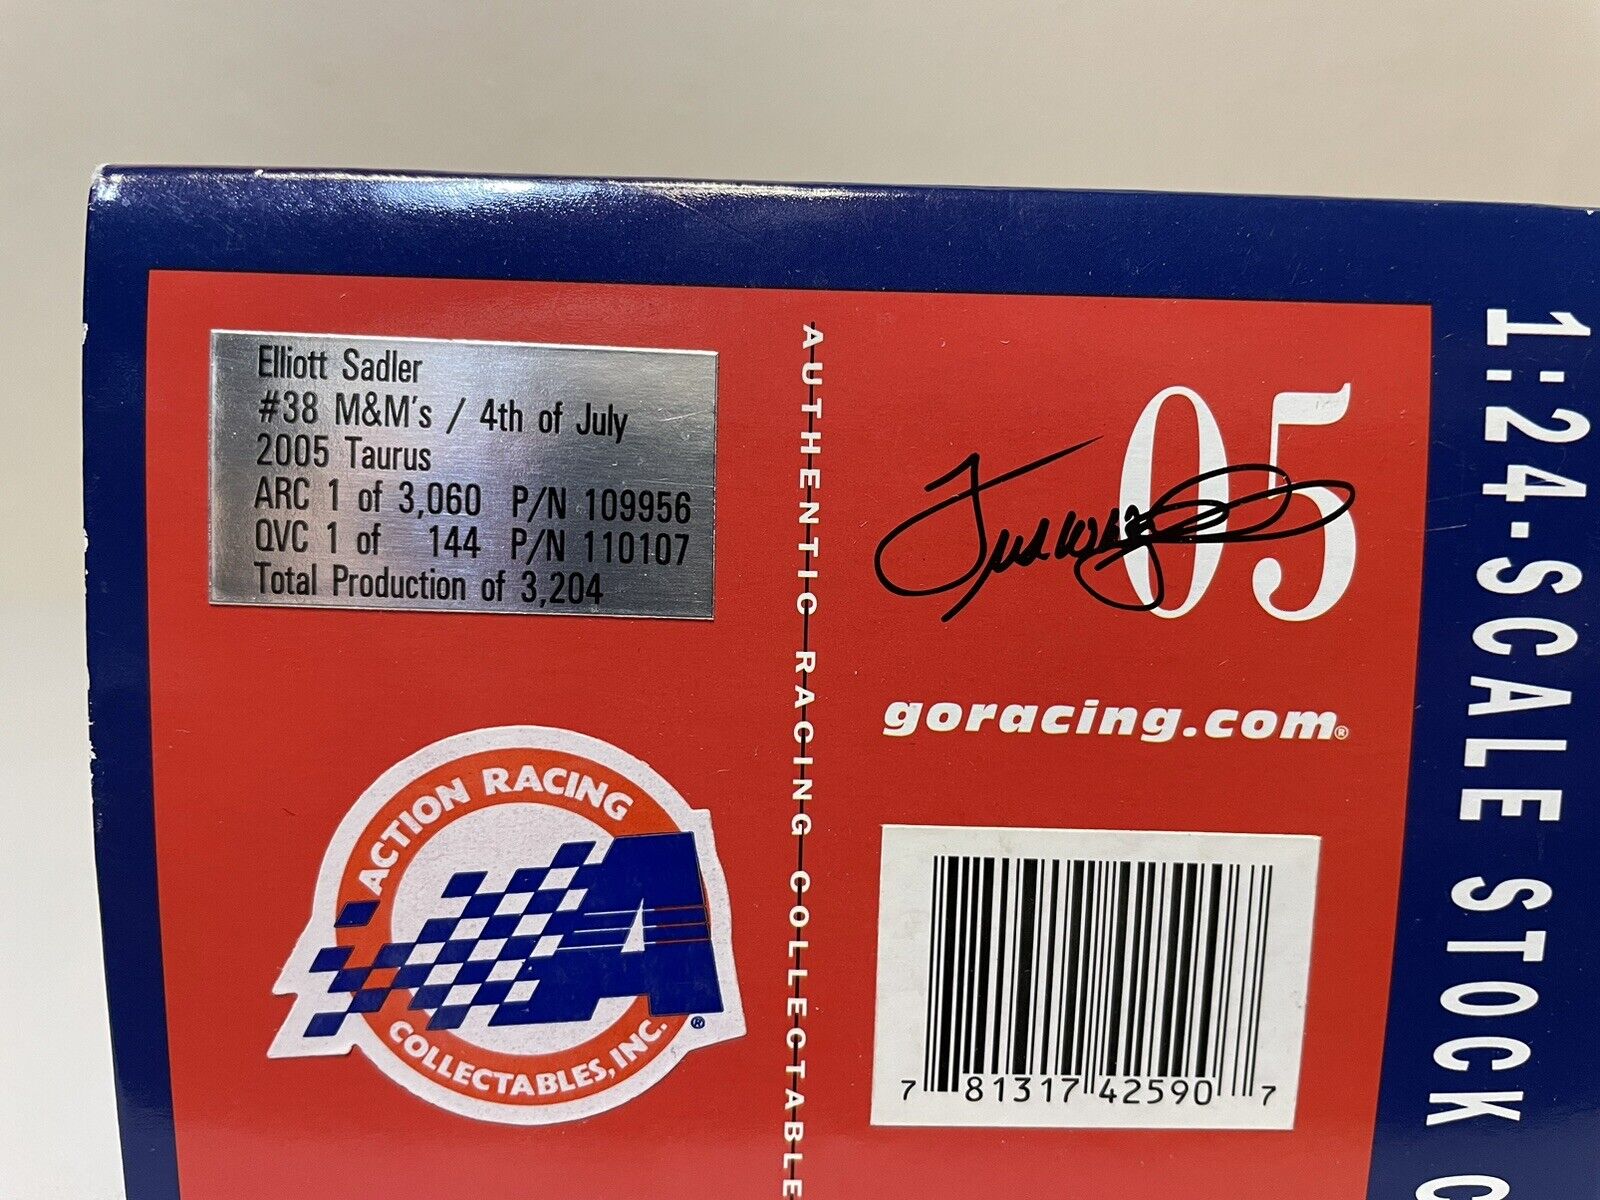 Elliott Sadler
#38 M&M's / 4th of July
2005 Taurus
ARC 1 of 3,060 P/N 109956
QVC 1 of 144 P/N 110107
Total Production of 3,204
ACTION RACING
COLLECTABLES, INC.
A
®
AUTHENTIC RACING COLLECTABLE
05
goracing.com®
7 81317 42590 7
1:24-SCALE STOCK